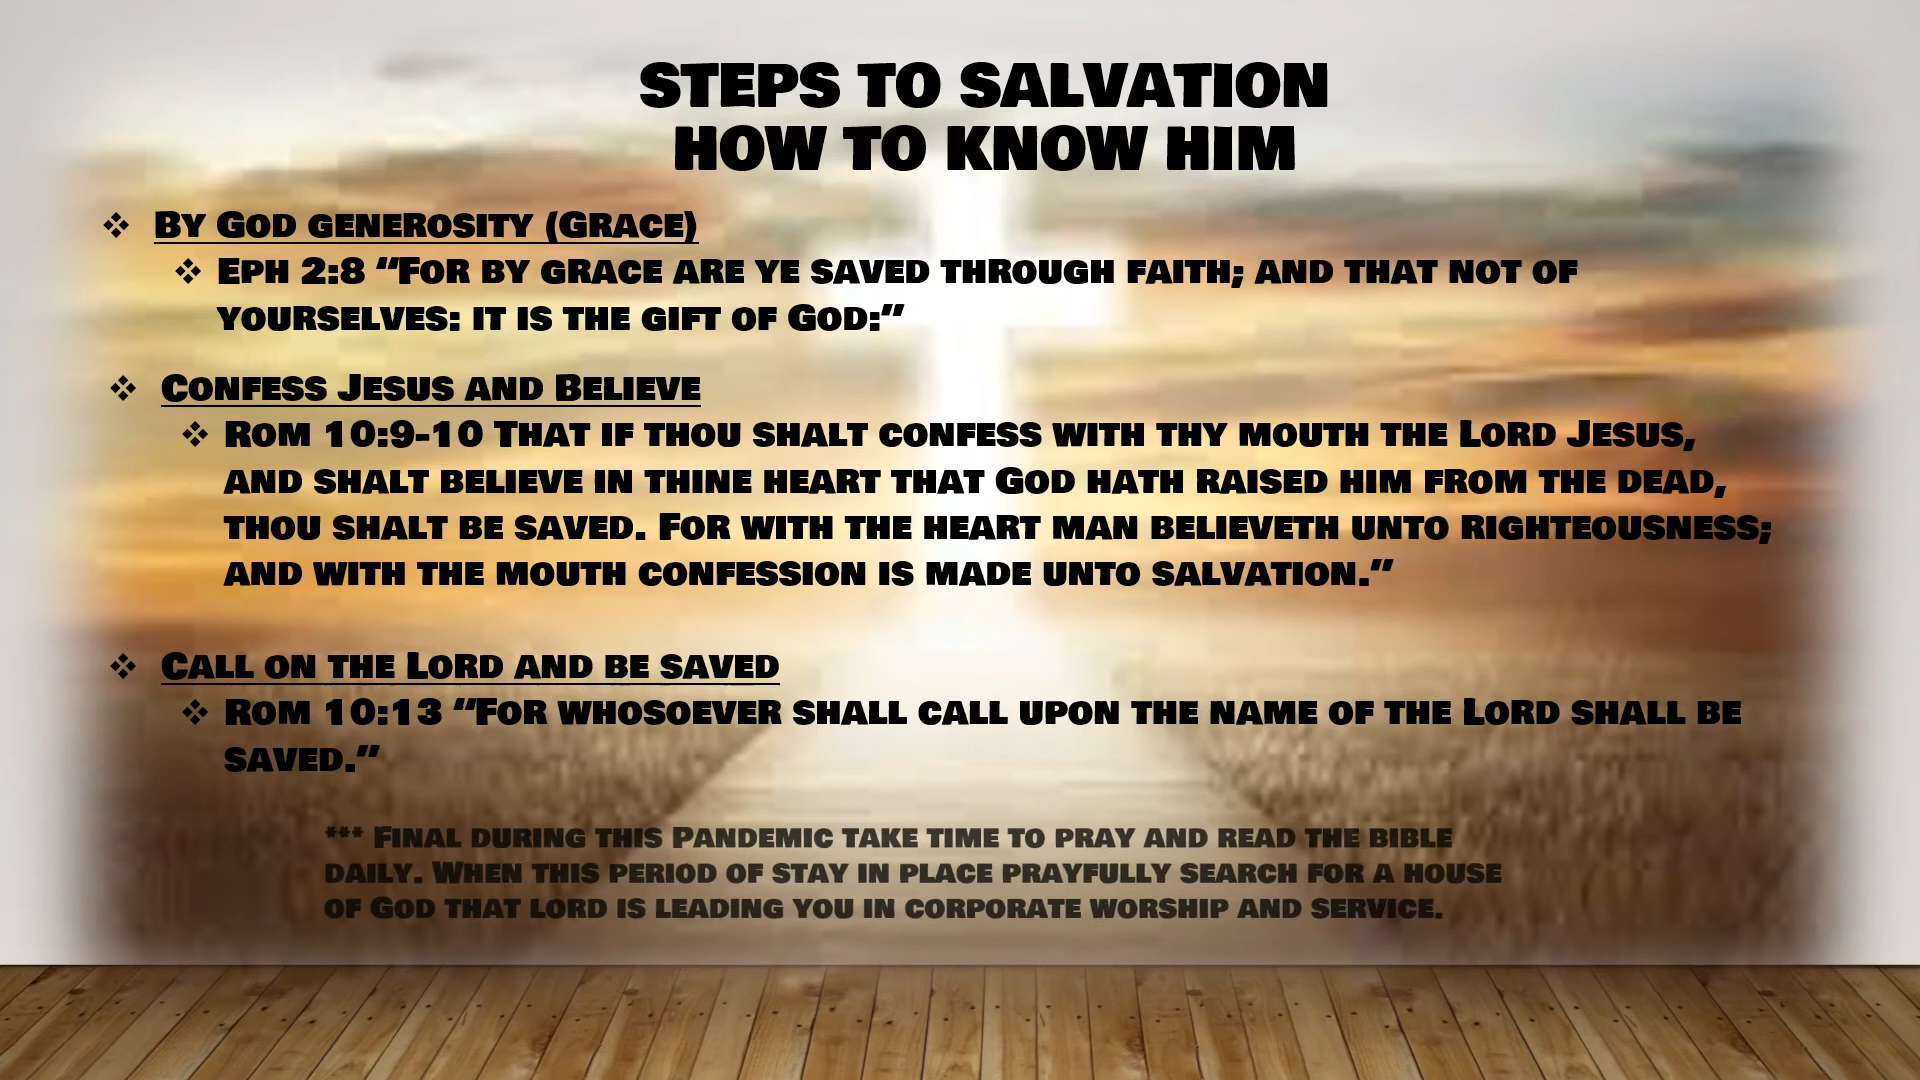 STEPS TO SALVATION
HOW TO KNOW HIM
❖ By God generosity (Grace)
❖ Eph 2:8 “For by grace are ye saved through faith; and that not of
yourselves: it is the gift of God:”
❖ Confess Jesus and Believe
❖ Rom 10:9-10 That if thou shalt confess with thy mouth the Lord Jesus,
and shalt believe in thine heart that God hath raised him from the dead,
thou shalt be saved. For with the heart man believeth unto righteousness;
and with the mouth confession is made unto salvation.”
❖ Call on the Lord and be saved
❖ Rom 10:13 “For whosoever shall call upon the name of the Lord shall be
saved.”
*** Final during this Pandemic take time to pray and read the bible
daily. When this period of stay in place prayfully search for a house
of God that lord is leading you in corporate worship and service.